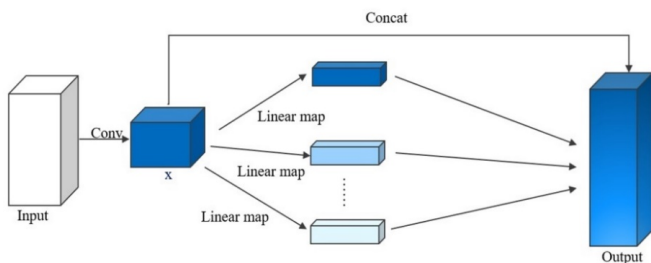 Concat
Linear map
Conv
Linear map
x
Linear map
Input
Output